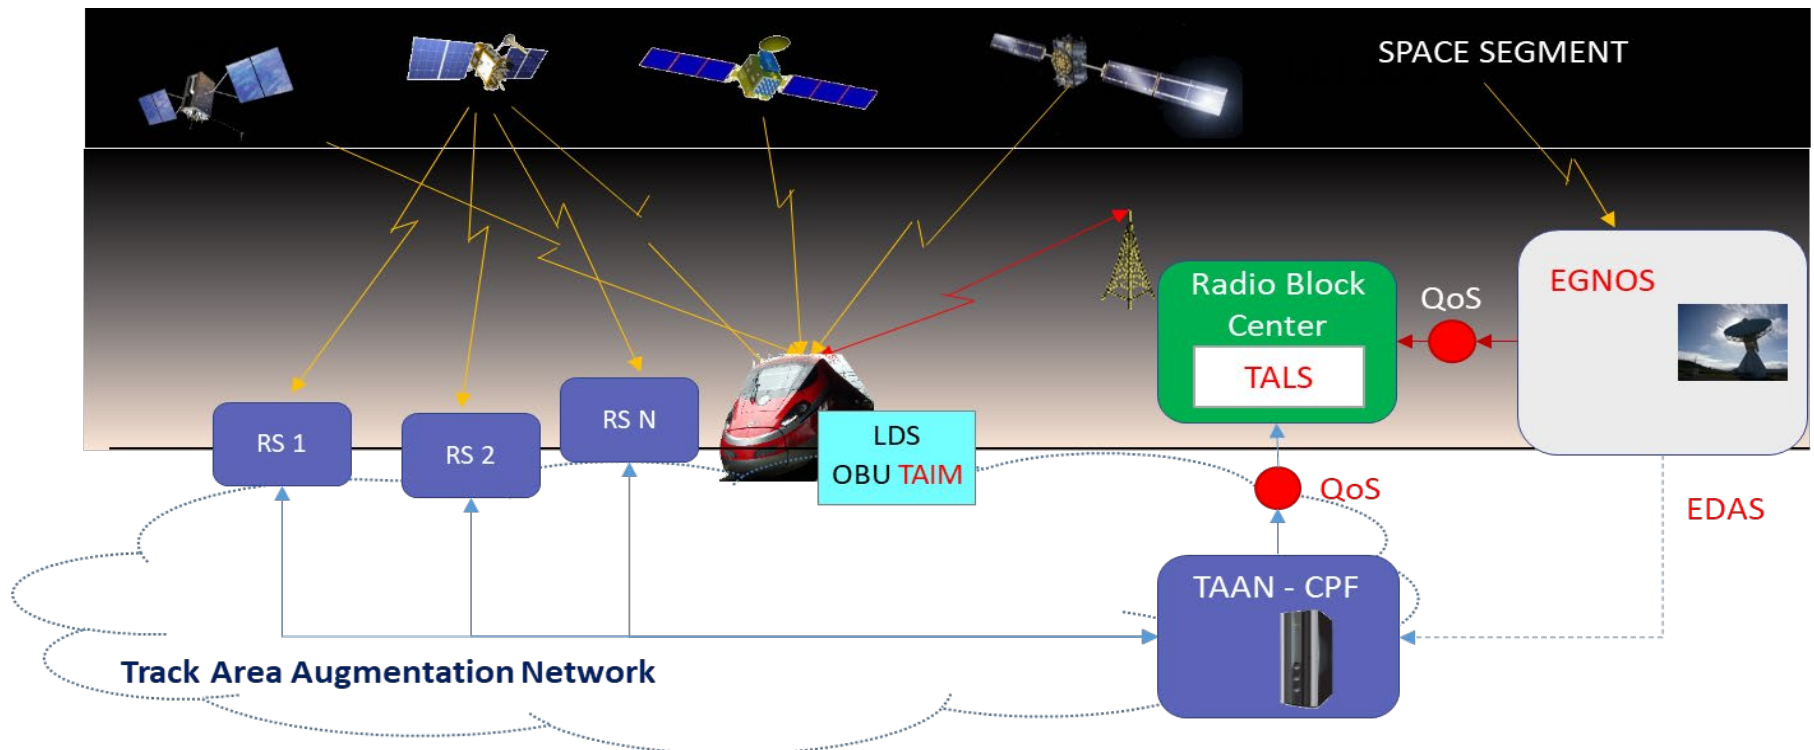 SPACE SEGMENT
Radio Block
Center
TALS
QoS
EGNOS
RS 1
RS 2
RS N
LDS
OBU TAIM
QoS
EDAS
TAAN - CPF
Track Area Augmentation Network